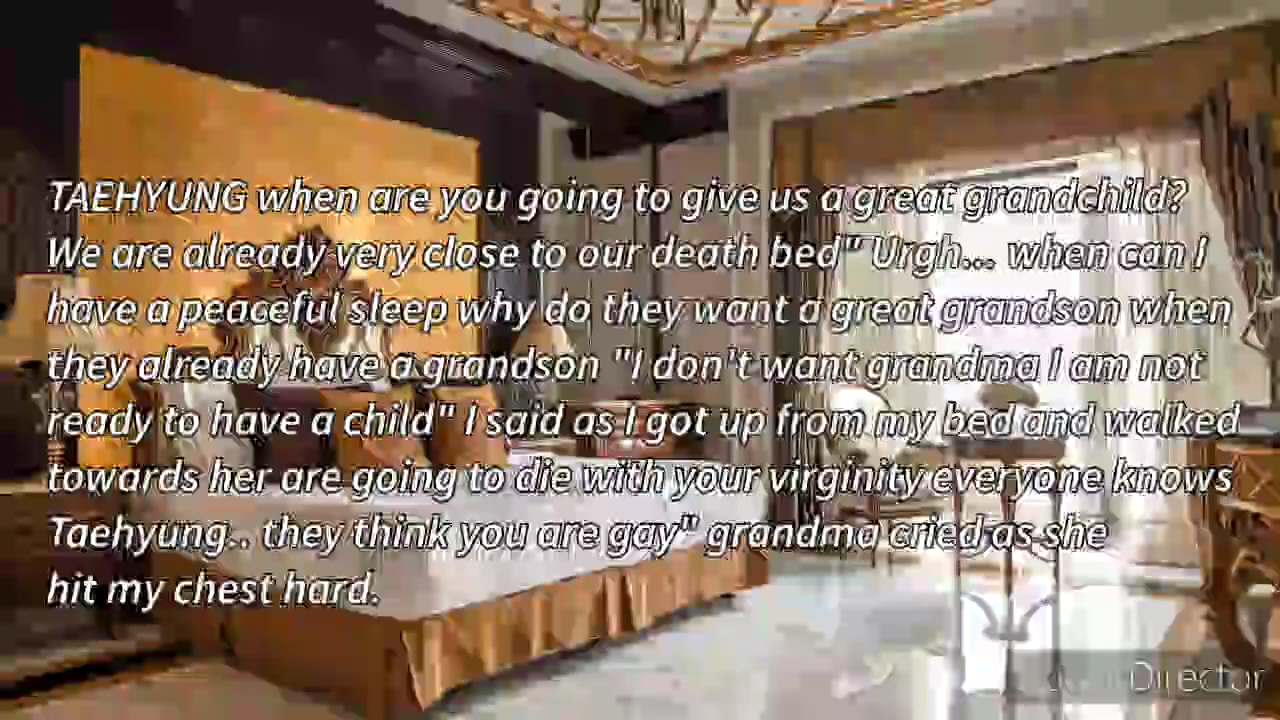 TAEHYUNG when are you going to give us a great grandchild?
We are already very close to our death bed" Urgh... when can I
have a peaceful sleep why do they want a great grandson when
they already have a grandson "I don't want grandma I am not
ready to have a child" I said as I got up from my bed and walked
towards her are going to die with your virginity everyone knows
Taehyung.. they think you are gay" grandma cried as she
hit my chest hard.
Director